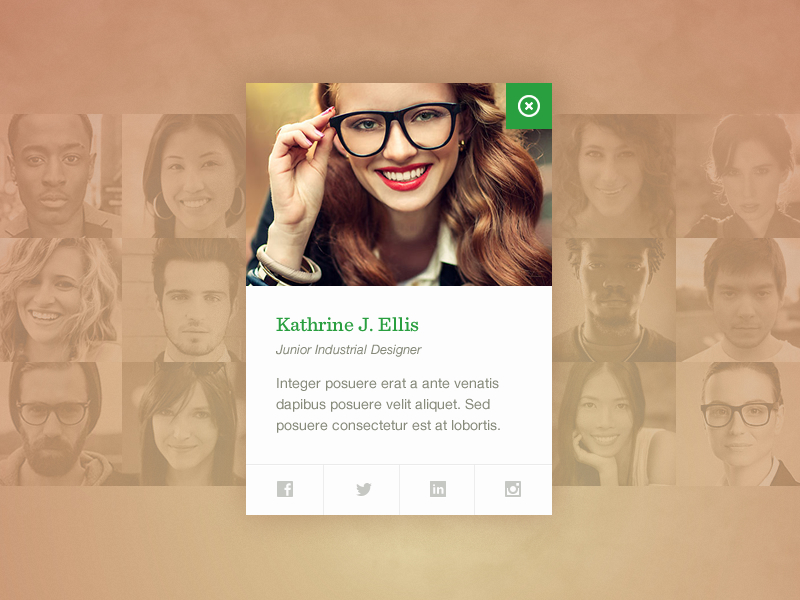 Kathrine J. Ellis
Junior Industrial Designer
Integer posuere erat a ante venatis
dapibus posuere velit aliquet. Sed
posuere consectetur est at lobortis.